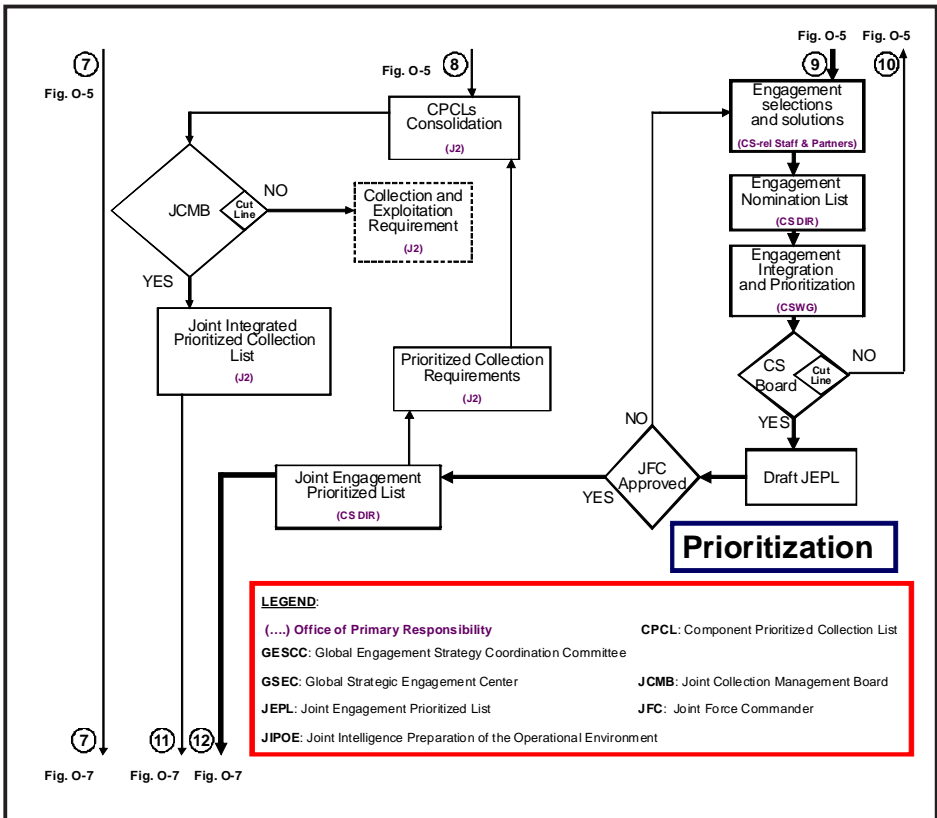 7
Fig. O-5
Fig. O-5
8
Fig. O-5
9
Fig. O-5
10
CPCLs
Consolidation
(J2)
Engagement
selections
and solutions
(CS-rel Staff & Partners)
JCMB
Cut
Line
NO
YES
Collection and
Exploitation
Requirement
(J2)
Engagement
Nomination List
(CS DIR)
Engagement
Integration
and Prioritization
(CSWG)
Joint Integrated
Prioritized Collection
List
(J2)
Prioritized Collection
Requirements
(J2)
CS
Board
Cut
Line
NO
YES
NO
Joint Engagement
Prioritized List
(CS DIR)
YES
JFC
Approved
Draft JEPL
Prioritization
LEGEND:
(....) Office of Primary Responsibility
CPCL: Component Prioritized Collection List
GESCC: Global Engagement Strategy Coordination Committee
GSEC: Global Strategic Engagement Center
JCMB: Joint Collection Management Board
JEPL: Joint Engagement Prioritized List
JFC: Joint Force Commander
JIPOE: Joint Intelligence Preparation of the Operational Environment
7
11
12
Fig. O-7
Fig. O-7
Fig. O-7